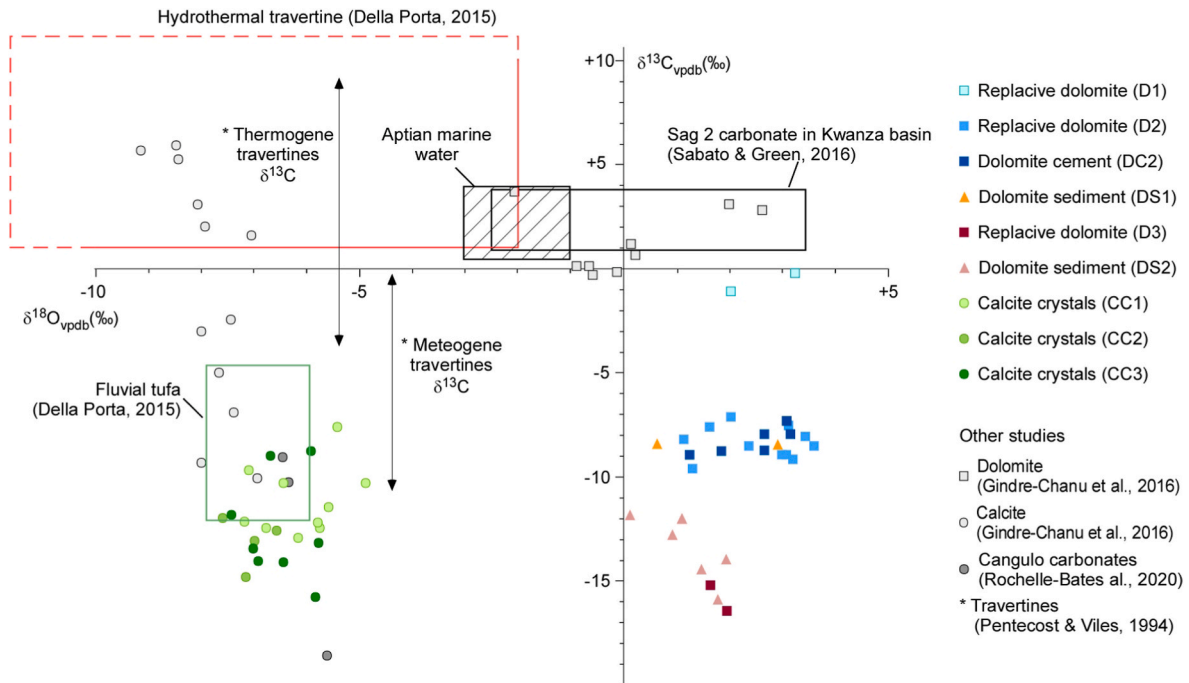 Hydrothermal travertine (Della Porta, 2015)
+10
δ13Cvpdb(‰)
* Thermogene
travertines
δ13C
Aptian marine
water
Sag 2 carbonate in Kwanza basin
(Sabato & Green, 2016)
+5
-10
-5
+5
δ18Ovpdb(‰)
* Meteogene
travertines
δ13C
Fluvial tufa
(Della Porta, 2015)
-5
-10
-15
Replacive dolomite (D1)
Replacive dolomite (D2)
Dolomite cement (DC2)
Dolomite sediment (DS1)
Replacive dolomite (D3)
Dolomite sediment (DS2)
Calcite crystals (CC1)
Calcite crystals (CC2)
Calcite crystals (CC3)
Other studies
Dolomite
(Gindre-Chanu et al., 2016)
Calcite
(Gindre-Chanu et al., 2016)
Cangulo carbonates
(Rochelle-Bates al., 2020)
* Travertines
(Pentecost & Viles, 1994)